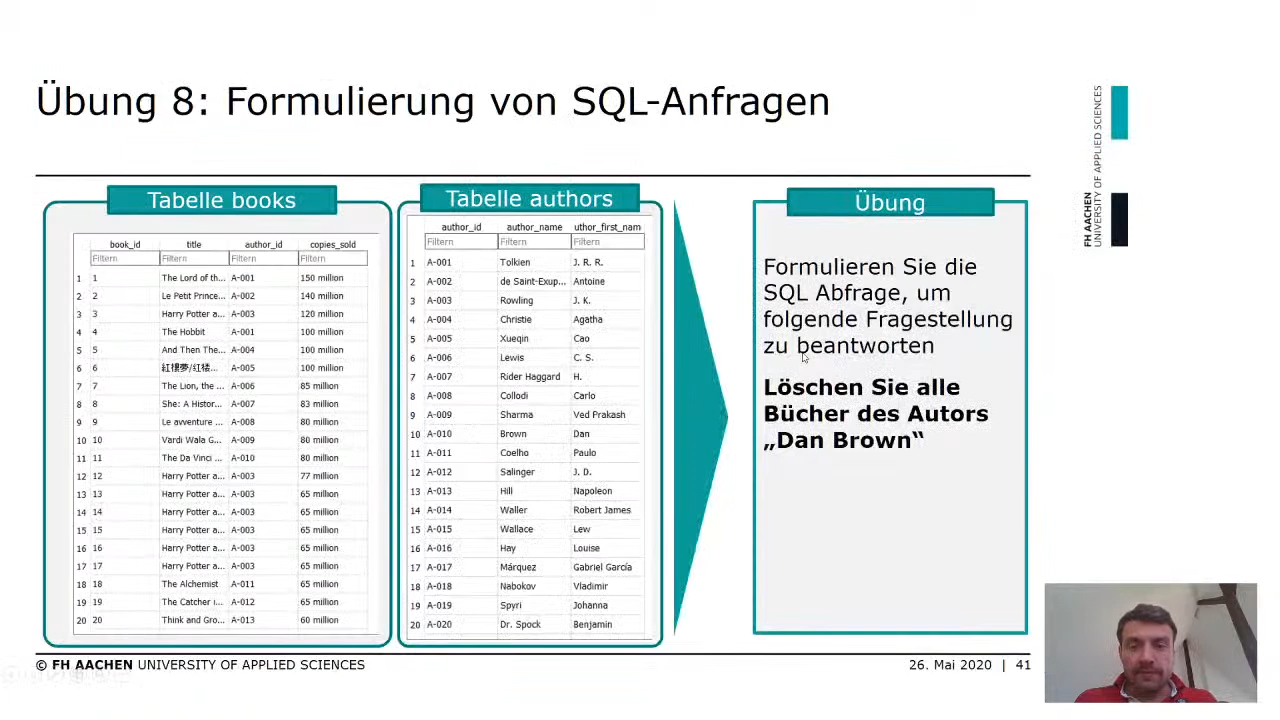 Übung 8: Formulierung von SQL-Anfragen
FH AACHEN
UNIVERSITY OF APPLIED SCIENCES
Tabelle books
book_id title author_id copies_sold
Filtern Filtern Filtern Filtern
1 1 The Lord of th... A-001 150 million
2 2 Le Petit Prince... A-002 140 million
3 3 Harry Potter a... A-003 120 million
4 4 The Hobbit A-001 100 million
5 5 And Then The... A-004 100 million
6 6 紅樓夢/红楼... A-005 100 million
7 7 The Lion, the ... A-006 85 million
8 8 She: A Histor... A-007 83 million
9 9 Le avventure ... A-008 80 million
10 10 Vardi Wala G... A-009 80 million
11 11 The Da Vinci ... A-010 80 million
12 12 Harry Potter a... A-003 77 million
13 13 Harry Potter a... A-003 65 million
14 14 Harry Potter a... A-003 65 million
15 15 Harry Potter a... A-003 65 million
16 16 Harry Potter a... A-003 65 million
17 17 Harry Potter a... A-003 65 million
18 18 The Alchemist A-011 65 million
19 19 The Catcher ı... A-012 65 million
20 20 Think and Gro... A-013 60 million
Tabelle authors
author_id author_name uthor_first_nam
Filtern Filtern Filtern
1 A-001 Tolkien J. R. R.
2 A-002 de Saint-Exup... Antoine
3 A-003 Rowling J. K.
4 A-004 Christie Agatha
5 A-005 Xueqin Cao
6 A-006 Lewis C. S.
7 A-007 Rider Haggard H.
8 A-008 Collodi Carlo
9 A-009 Sharma Ved Prakash
10 A-010 Brown Dan
11 A-011 Coelho Paulo
12 A-012 Salinger J. D.
13 A-013 Hill Napoleon
14 A-014 Waller Robert James
15 A-015 Wallace Lew
16 A-016 Hay Louise
17 A-017 Márquez Gabriel García
18 A-018 Nabokov Vladimir
19 A-019 Spyri Johanna
20 A-020 Dr. Spock Benjamin
Übung
Formulieren Sie die
SQL Abfrage, um
folgende Fragestellung
zu beantworten
Löschen Sie alle
Bücher des Autors
„Dan Brown“
© FH AACHEN UNIVERSITY OF APPLIED SCIENCES
26. Mai 2020 | 41